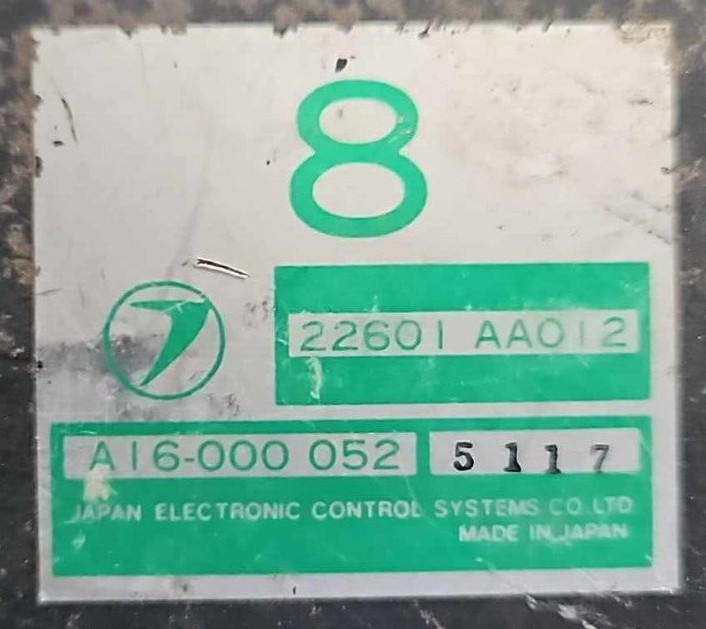 8
22601 AA012
A16-000 052 5117
JAPAN ELECTRONIC CONTROL SYSTEMS CO LTD
MADE IN JAPAN